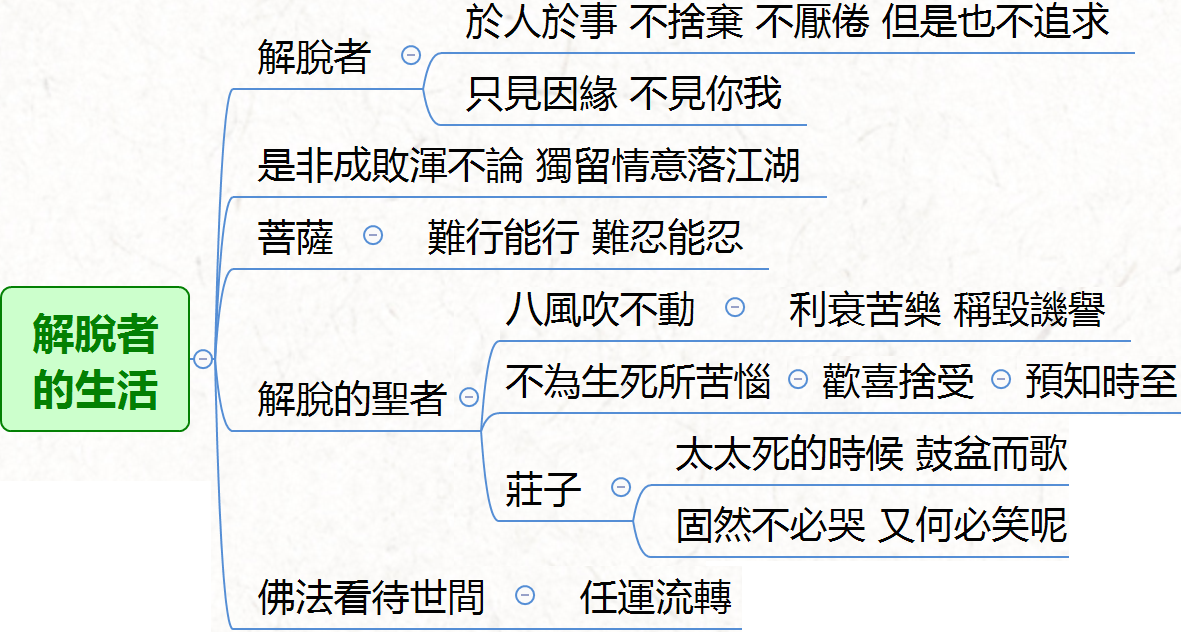 解脫者
的生活
解脫者
於人於事 不捨棄 不厭倦 但是也不追求
只見因緣 不見你我
是非成敗渾不論 獨留情意落江湖
菩薩 難行能行 難忍能忍
解脫的聖者
八風吹不動 利衰苦樂 稱毀譏譽
不為生死所苦惱 歡喜捨受 預知時至
莊子
太太死的時候 鼓盆而歌
固然不必哭 又何必笑呢
佛法看待世間 任運流轉